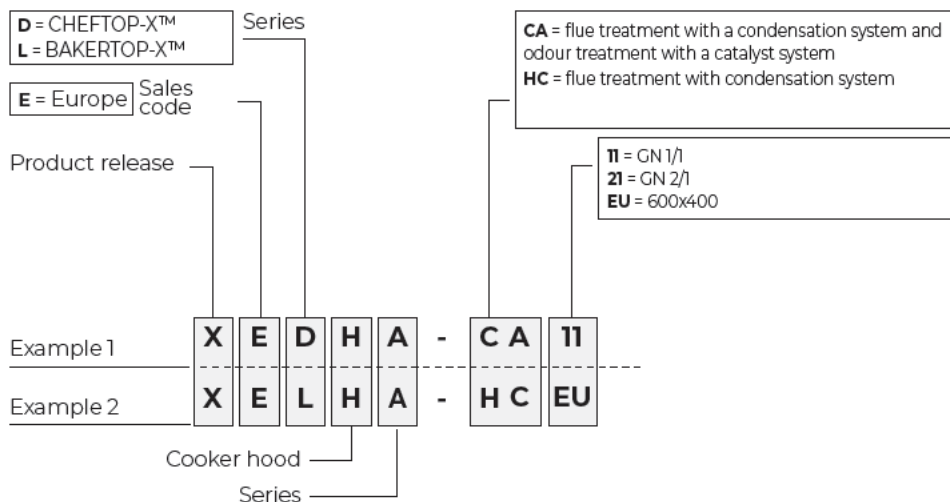 D = CHEFTOP-X™
L = BAKERTOP-X™
Series
E = Europe
Sales
code
Product release
CA = flue treatment with a condensation system and
odour treatment with a catalyst system
HC = flue treatment with condensation system
11 = GN 1/1
21 = GN 2/1
EU = 600x400
Example 1
X E D H A - C A 11
Example 2
X E L H A - H C EU
Cooker hood
Series